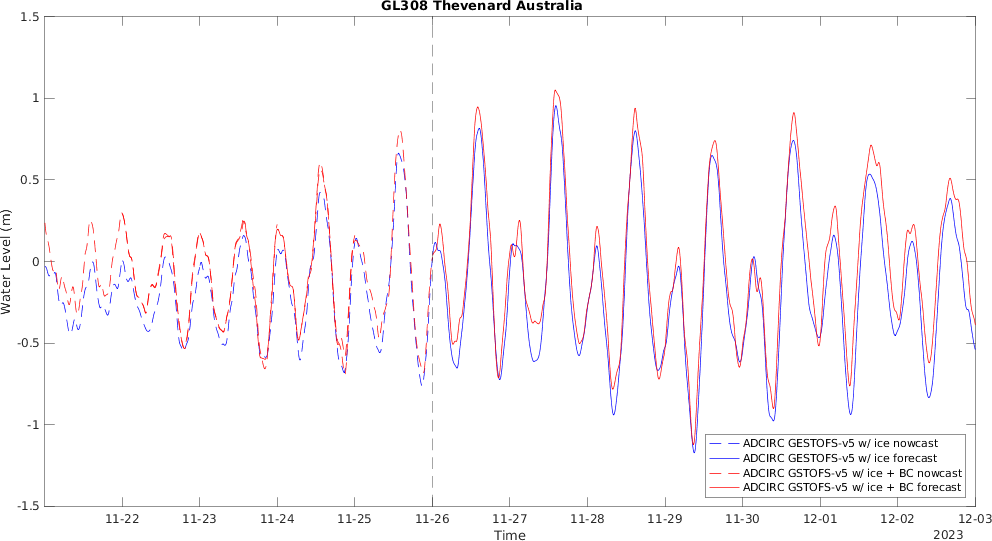 GL308 Thevenard Australia
1.5
1
0.5
0
-0.5
-1
-1.5
Water Level (m)
11-22 11-23 11-24 11-25 11-26 11-27 11-28 11-29 11-30 12-01 12-02 12-03
Time
2023
ADCIRC GESTOFS-v5 w/ ice nowcast
ADCIRC GESTOFS-v5 w/ ice forecast
ADCIRC GSTOFS-v5 w/ ice + BC nowcast
ADCIRC GSTOFS-v5 w/ ice + BC forecast